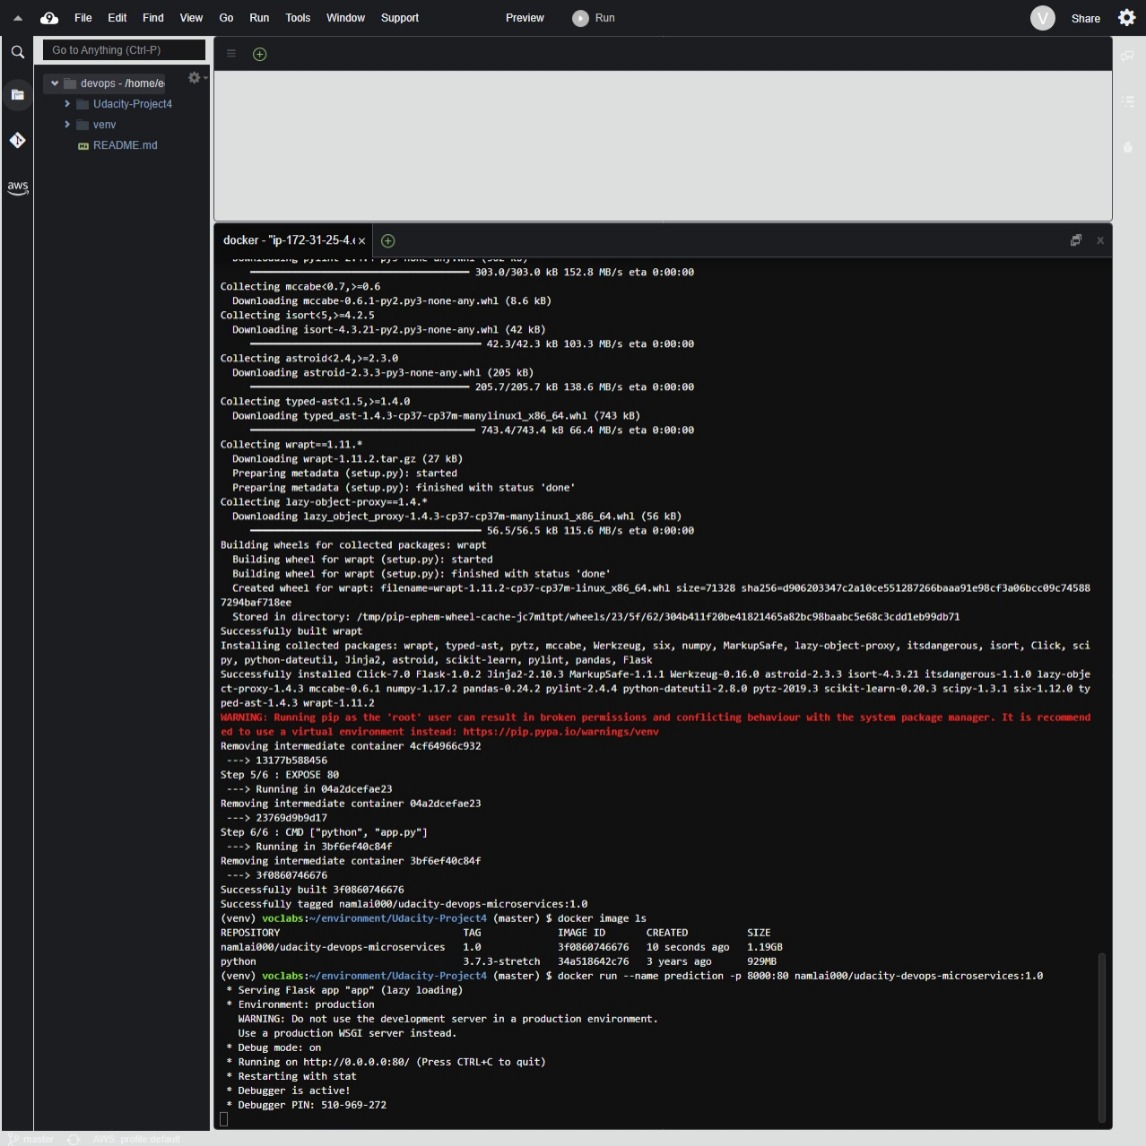 File Edit Find View Go Run Tools Window Support Preview Run V Share
Go to Anything (Ctrl-P)
devops - /home/e
Udacity-Project4
venv
README.md
aws
docker - "ip-172-31-25-4.
303.0/303.0 kB 152.8 MB/s eta 0:00:00
Collecting mccabe<0.7,>=0.6
Downloading mccabe-0.6.1-py2.py3-none-any.whl (8.6 kB)
Collecting isort<5,>=4.2.5
Downloading isort-4.3.21-py2.py3-none-any.whl (42 kB)
42.3/42.3 kB 103.3 MB/s eta 0:00:00
Collecting astroid<2.4,>=2.3.0
Downloading astroid-2.3.3-py3-none-any.whl (205 kB)
205.7/205.7 kB 138.6 MB/s eta 0:00:00
Collecting typed-ast<1.5,>=1.4.0
Downloading typed_ast-1.4.3-cp37-cp37m-manylinux1_x86_64.whl (743 kB)
743.4/743.4 kB 66.4 MB/s eta 0:00:00
Collecting wrapt==1.11.*
Downloading wrapt-1.11.2.tar.gz (27 kB)
Preparing metadata (setup.py): started
Preparing metadata (setup.py): finished with status 'done'
Collecting lazy-object-proxy==1.4.*
Downloading lazy_object_proxy-1.4.3-cp37-cp37m-manylinux1_x86_64.whl (56 kB)
56.5/56.5 kB 115.6 MB/s eta 0:00:00
Building wheels for collected packages: wrapt
Building wheel for wrapt (setup.py): started
Building wheel for wrapt (setup.py): finished with status 'done'
Created wheel for wrapt: filename=wrapt-1.11.2-cp37-cp37m-linux_x86_64.whl size=71328 sha256=d906203347c2a10ce551287266baaa91e98cf3a06bcc09c74588
7294baf718ee
Stored in directory: /tmp/pip-ephem-wheel-cache-jc7m1tpt/wheels/23/5f/62/304b411f20be41821465a82bc98baabc5e68c3cdd1eb99db71
Successfully built wrapt
Installing collected packages: wrapt, typed-ast, pytz, mccabe, Werkzeug, six, numpy, MarkupSafe, lazy-object-proxy, itsdangerous, isort, Click, sci
py, python-dateutil, Jinja2, astroid, scikit-learn, pylint, pandas, Flask
Successfully installed Click-7.0 Flask-1.0.2 Jinja2-2.10.3 MarkupSafe-1.1.1 Werkzeug-0.16.0 astroid-2.3.3 isort-4.3.21 itsdangerous-1.1.0 lazy-obje
ct-proxy-1.4.3 mccabe-0.6.1 numpy-1.17.2 pandas-0.24.2 pylint-2.4.4 python-dateutil-2.8.0 pytz-2019.3 scikit-learn-0.20.3 scipy-1.3.1 six-1.12.0 ty
ped-ast-1.4.3 wrapt-1.11.2
WARNING: Running pip as the 'root' user can result in broken permissions and conflicting behaviour with the system package manager. It is recommend
ed to use a virtual environment instead: https://pip.pypa.io/warnings/venv
Removing intermediate container 4cf64966c932
---> 13177b588456
Step 5/6 : EXPOSE 80
---> Running in 04a2dcefae23
Removing intermediate container 04a2dcefae23
---> 23769d9b9d17
Step 6/6 : CMD ["python", "app.py"]
---> Running in 3bf6ef40c84f
Removing intermediate container 3bf6ef40c84f
---> 3f0860746676
Successfully built 3f0860746676
Successfully tagged namlai000/udacity-devops-microservices:1.0
(venv) voclabs:~/environment/Udacity-Project4 (master) $ docker image ls
REPOSITORY TAG IMAGE ID CREATED SIZE
namlai000/udacity-devops-microservices 1.0 3f0860746676 10 seconds ago 1.19GB
python 3.7.3-stretch 34a518642c76 3 years ago 929MB
(venv) voclabs:~/environment/Udacity-Project4 (master) $ docker run --name prediction -p 8000:80 namlai000/udacity-devops-microservices:1.0
* Serving Flask app "app" (lazy loading)
* Environment: production
WARNING: Do not use the development server in a production environment.
Use a production WSGI server instead.
* Debug mode: on
* Running on http://0.0.0.0:80/ (Press CTRL+C to quit)
* Restarting with stat
* Debugger is active!
* Debugger PIN: 510-969-272
master AWS: profile:default